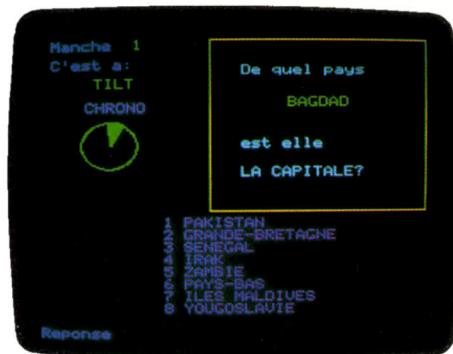 Manche 1
C'est a:
TILT
CHRONO
De quel pays
BAGDAD
est elle
LA CAPITALE?
1 PAKISTAN
2 GRANDE-BRETAGNE
3 SENEGAL
4 IRAK
5 ZAMBIE
6 PAYS-BAS
7 ILES MALDIVES
8 YOUGOSLAVIE
Reponse